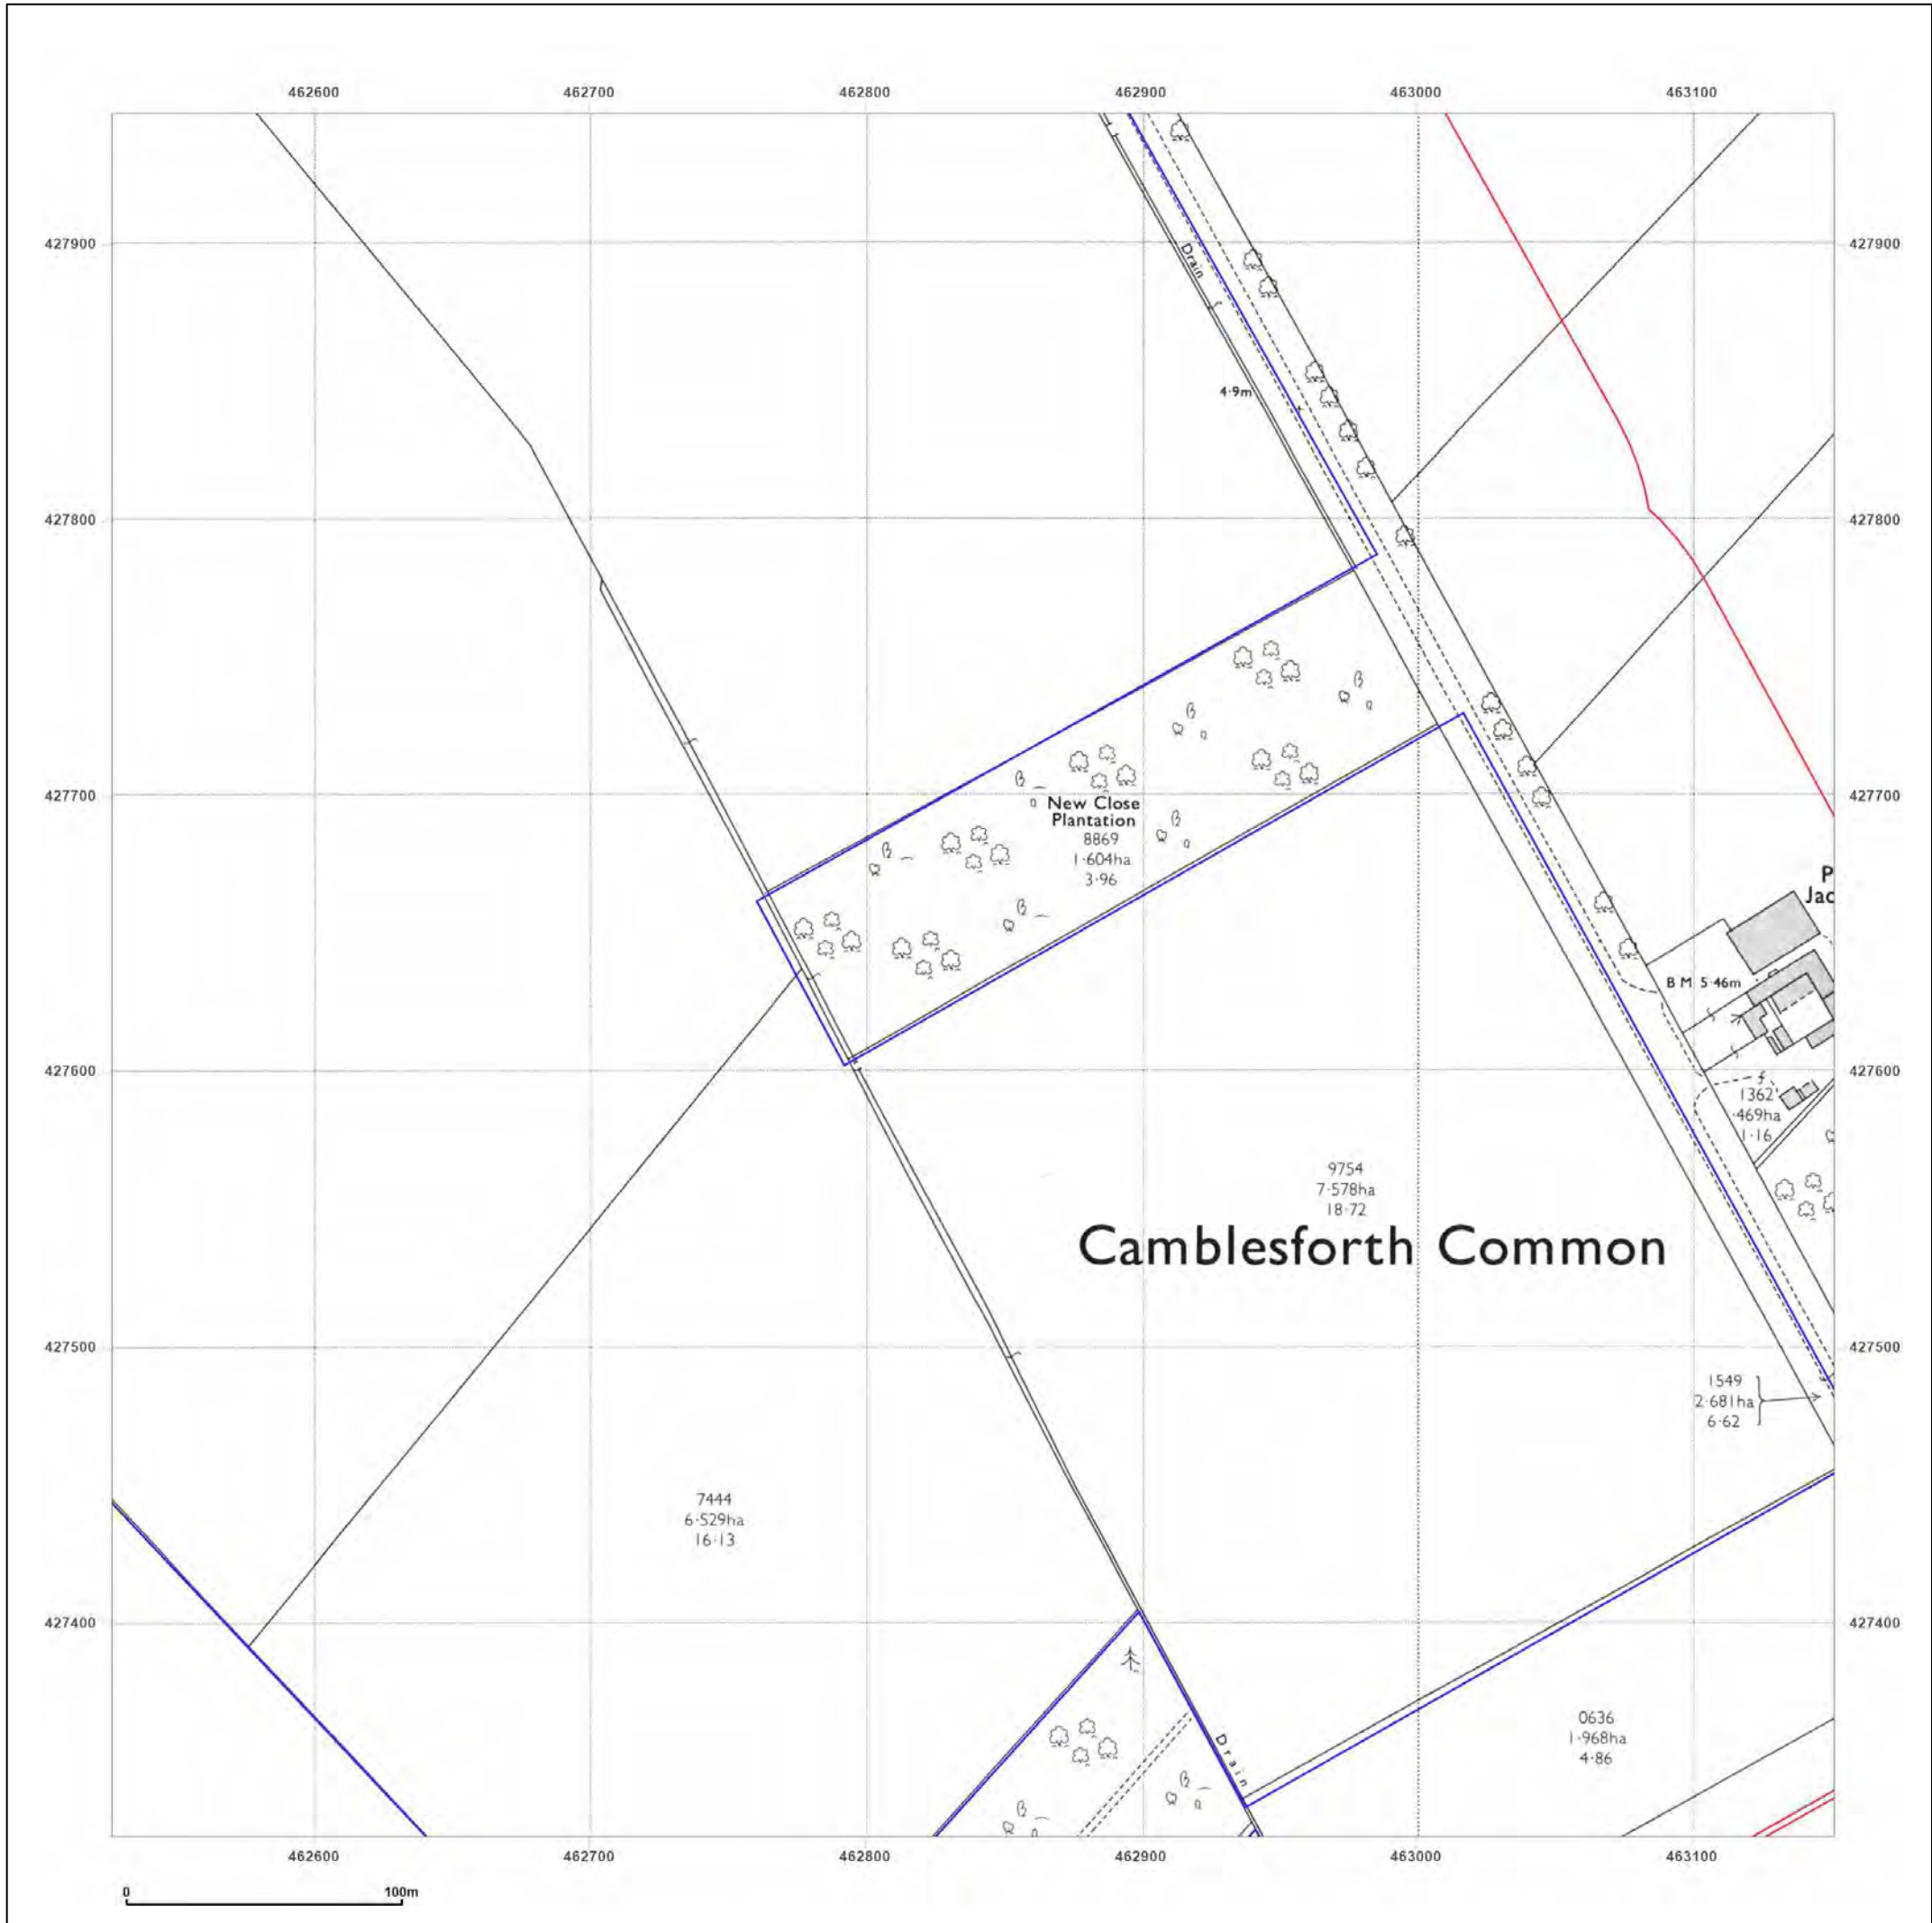 462600 462700 462800 462900 463000 463100
427900 427900
Drain
4·9m
427800 427800
427700 427700
New Close
Plantation
8869
1·604ha
3·96
P
Jac
B M 5·46m
427600 427600
1362
·469ha
1·16
9754
7·578ha
18·72
Camblesforth Common
427500 427500
1549
2·681ha
6·62
7444
6·529ha
16·13
427400 427400
Drain
0636
1·968ha
4·86
462600 462700 462800 462900 463000 463100
0 100m